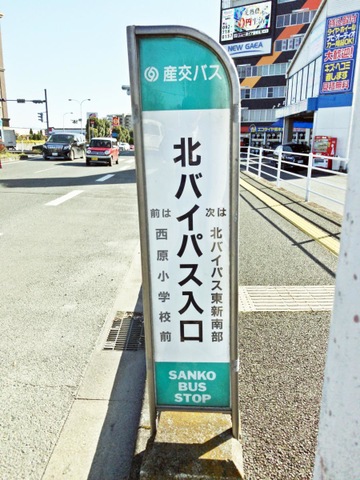 産交バス
北バイパス入口
次は 北バイパス東新南部
前は 西原小学校前
SANKO
BUS
STOP
NEW GAEA